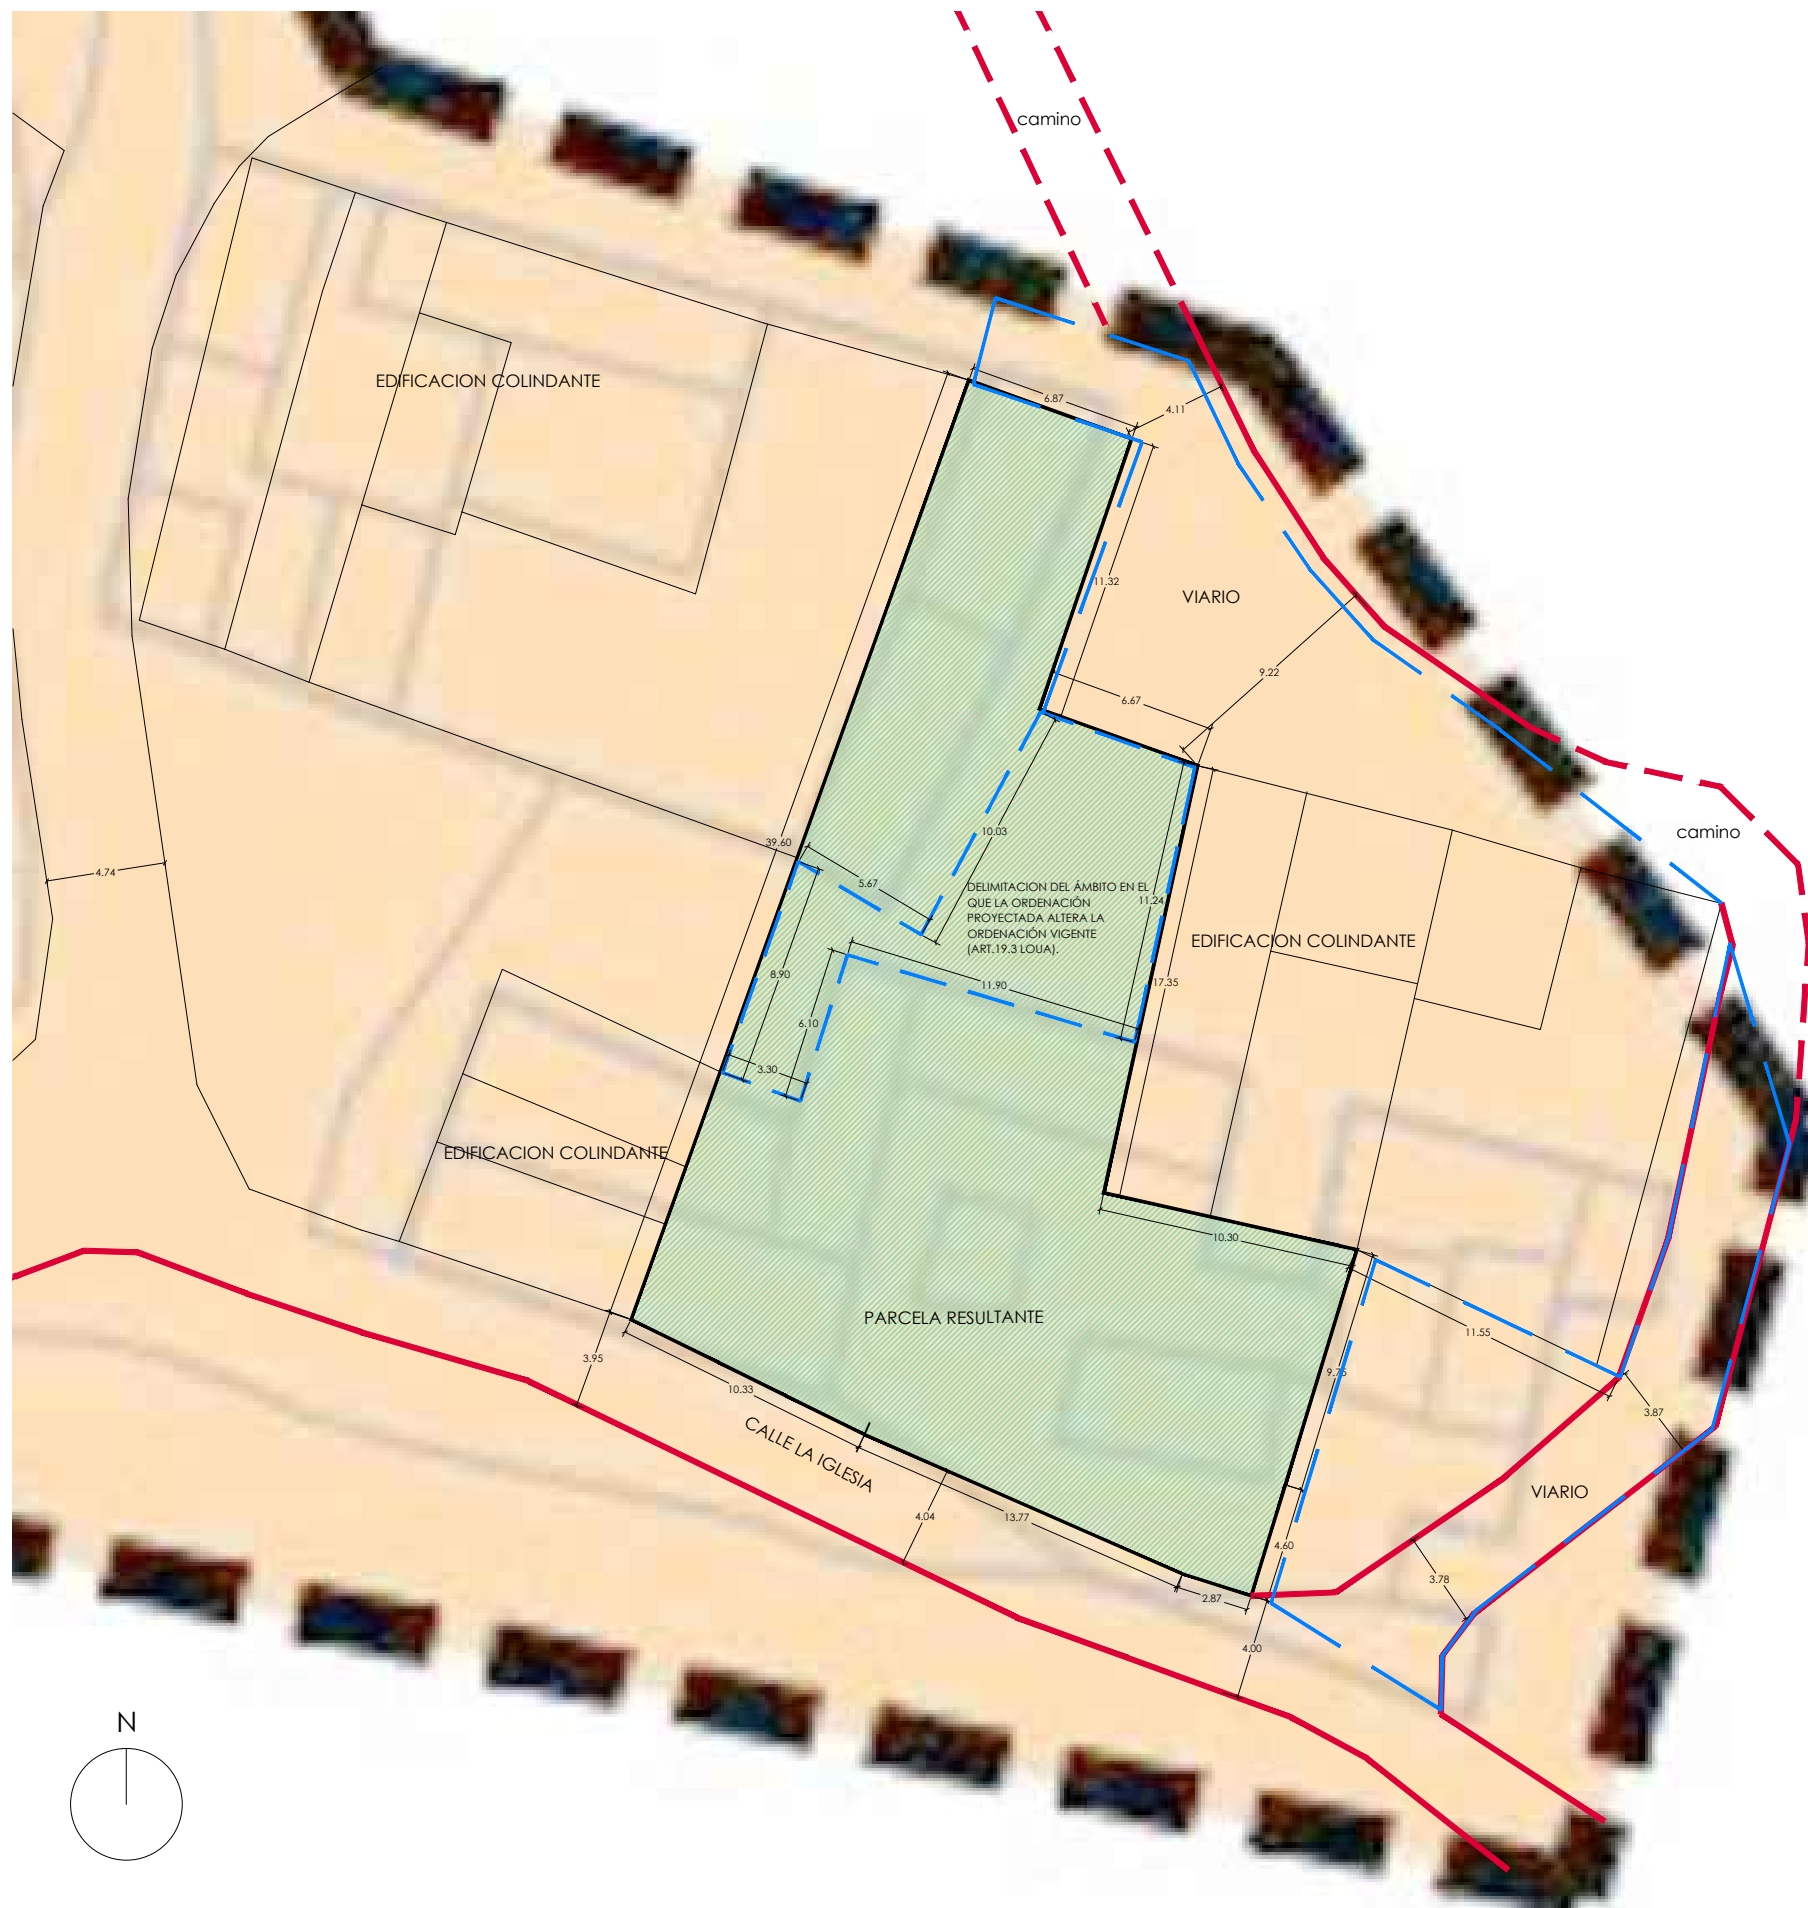 camino
EDIFICACION COLINDANTE
6.87
4.11
11.32
VIARIO
9.22
6.67
39.60
10.03
camino
4.74
5.67
DELIMITACION DEL ÁMBITO EN EL
QUE LA ORDENACIÓN
PROYECTADA ALTERA LA
ORDENACIÓN VIGENTE
(ART.19.3 LOUA).
11.24
EDIFICACION COLINDANTE
8.90
11.90
17.35
6.10
3.30
EDIFICACION COLINDANTE
10.30
PARCELA RESULTANTE
11.55
3.95
9.75
10.33
3.87
CALLE LA IGLESIA
VIARIO
4.04
13.77
4.60
3.78
2.87
4.00
N